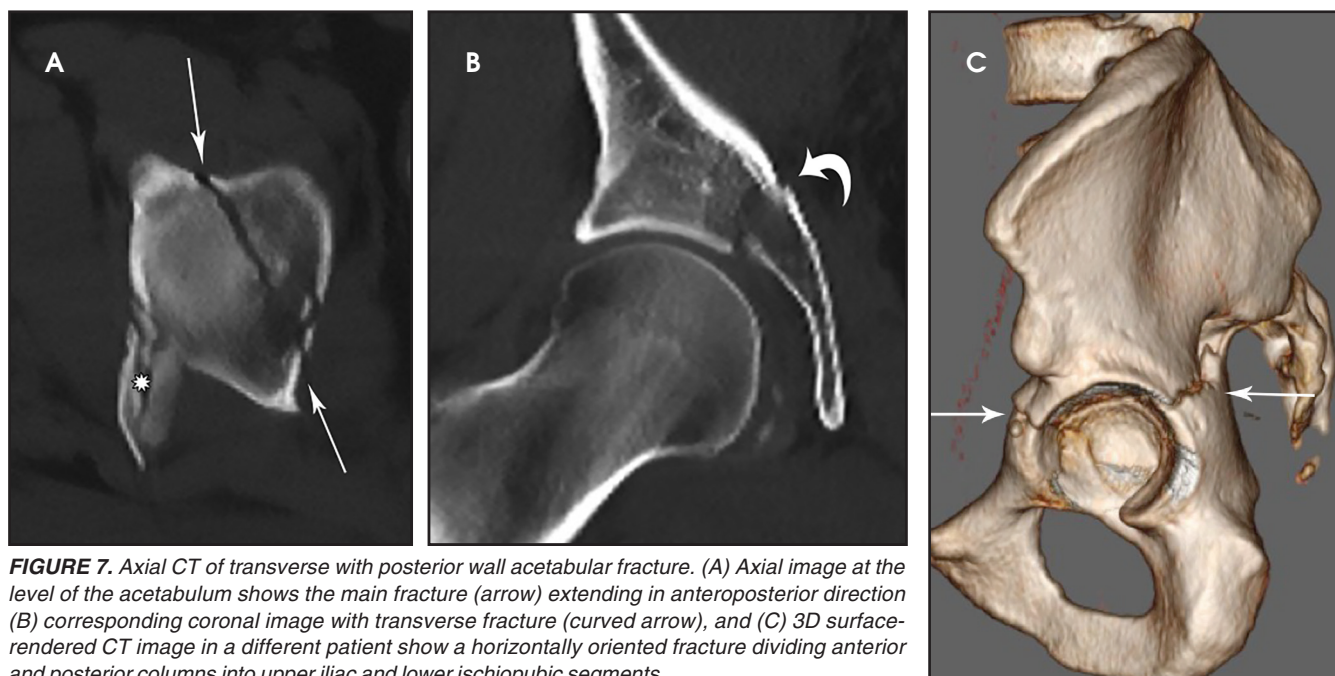 A
B
C
FIGURE 7. Axial CT of transverse with posterior wall acetabular fracture. (A) Axial image at the
level of the acetabulum shows the main fracture (arrow) extending in anteroposterior direction
(B) corresponding coronal image with transverse fracture (curved arrow), and (C) 3D surface-
rendered CT image in a different patient show a horizontally oriented fracture dividing anterior
and posterior columns into upper iliac and lower ischiopubic segments.